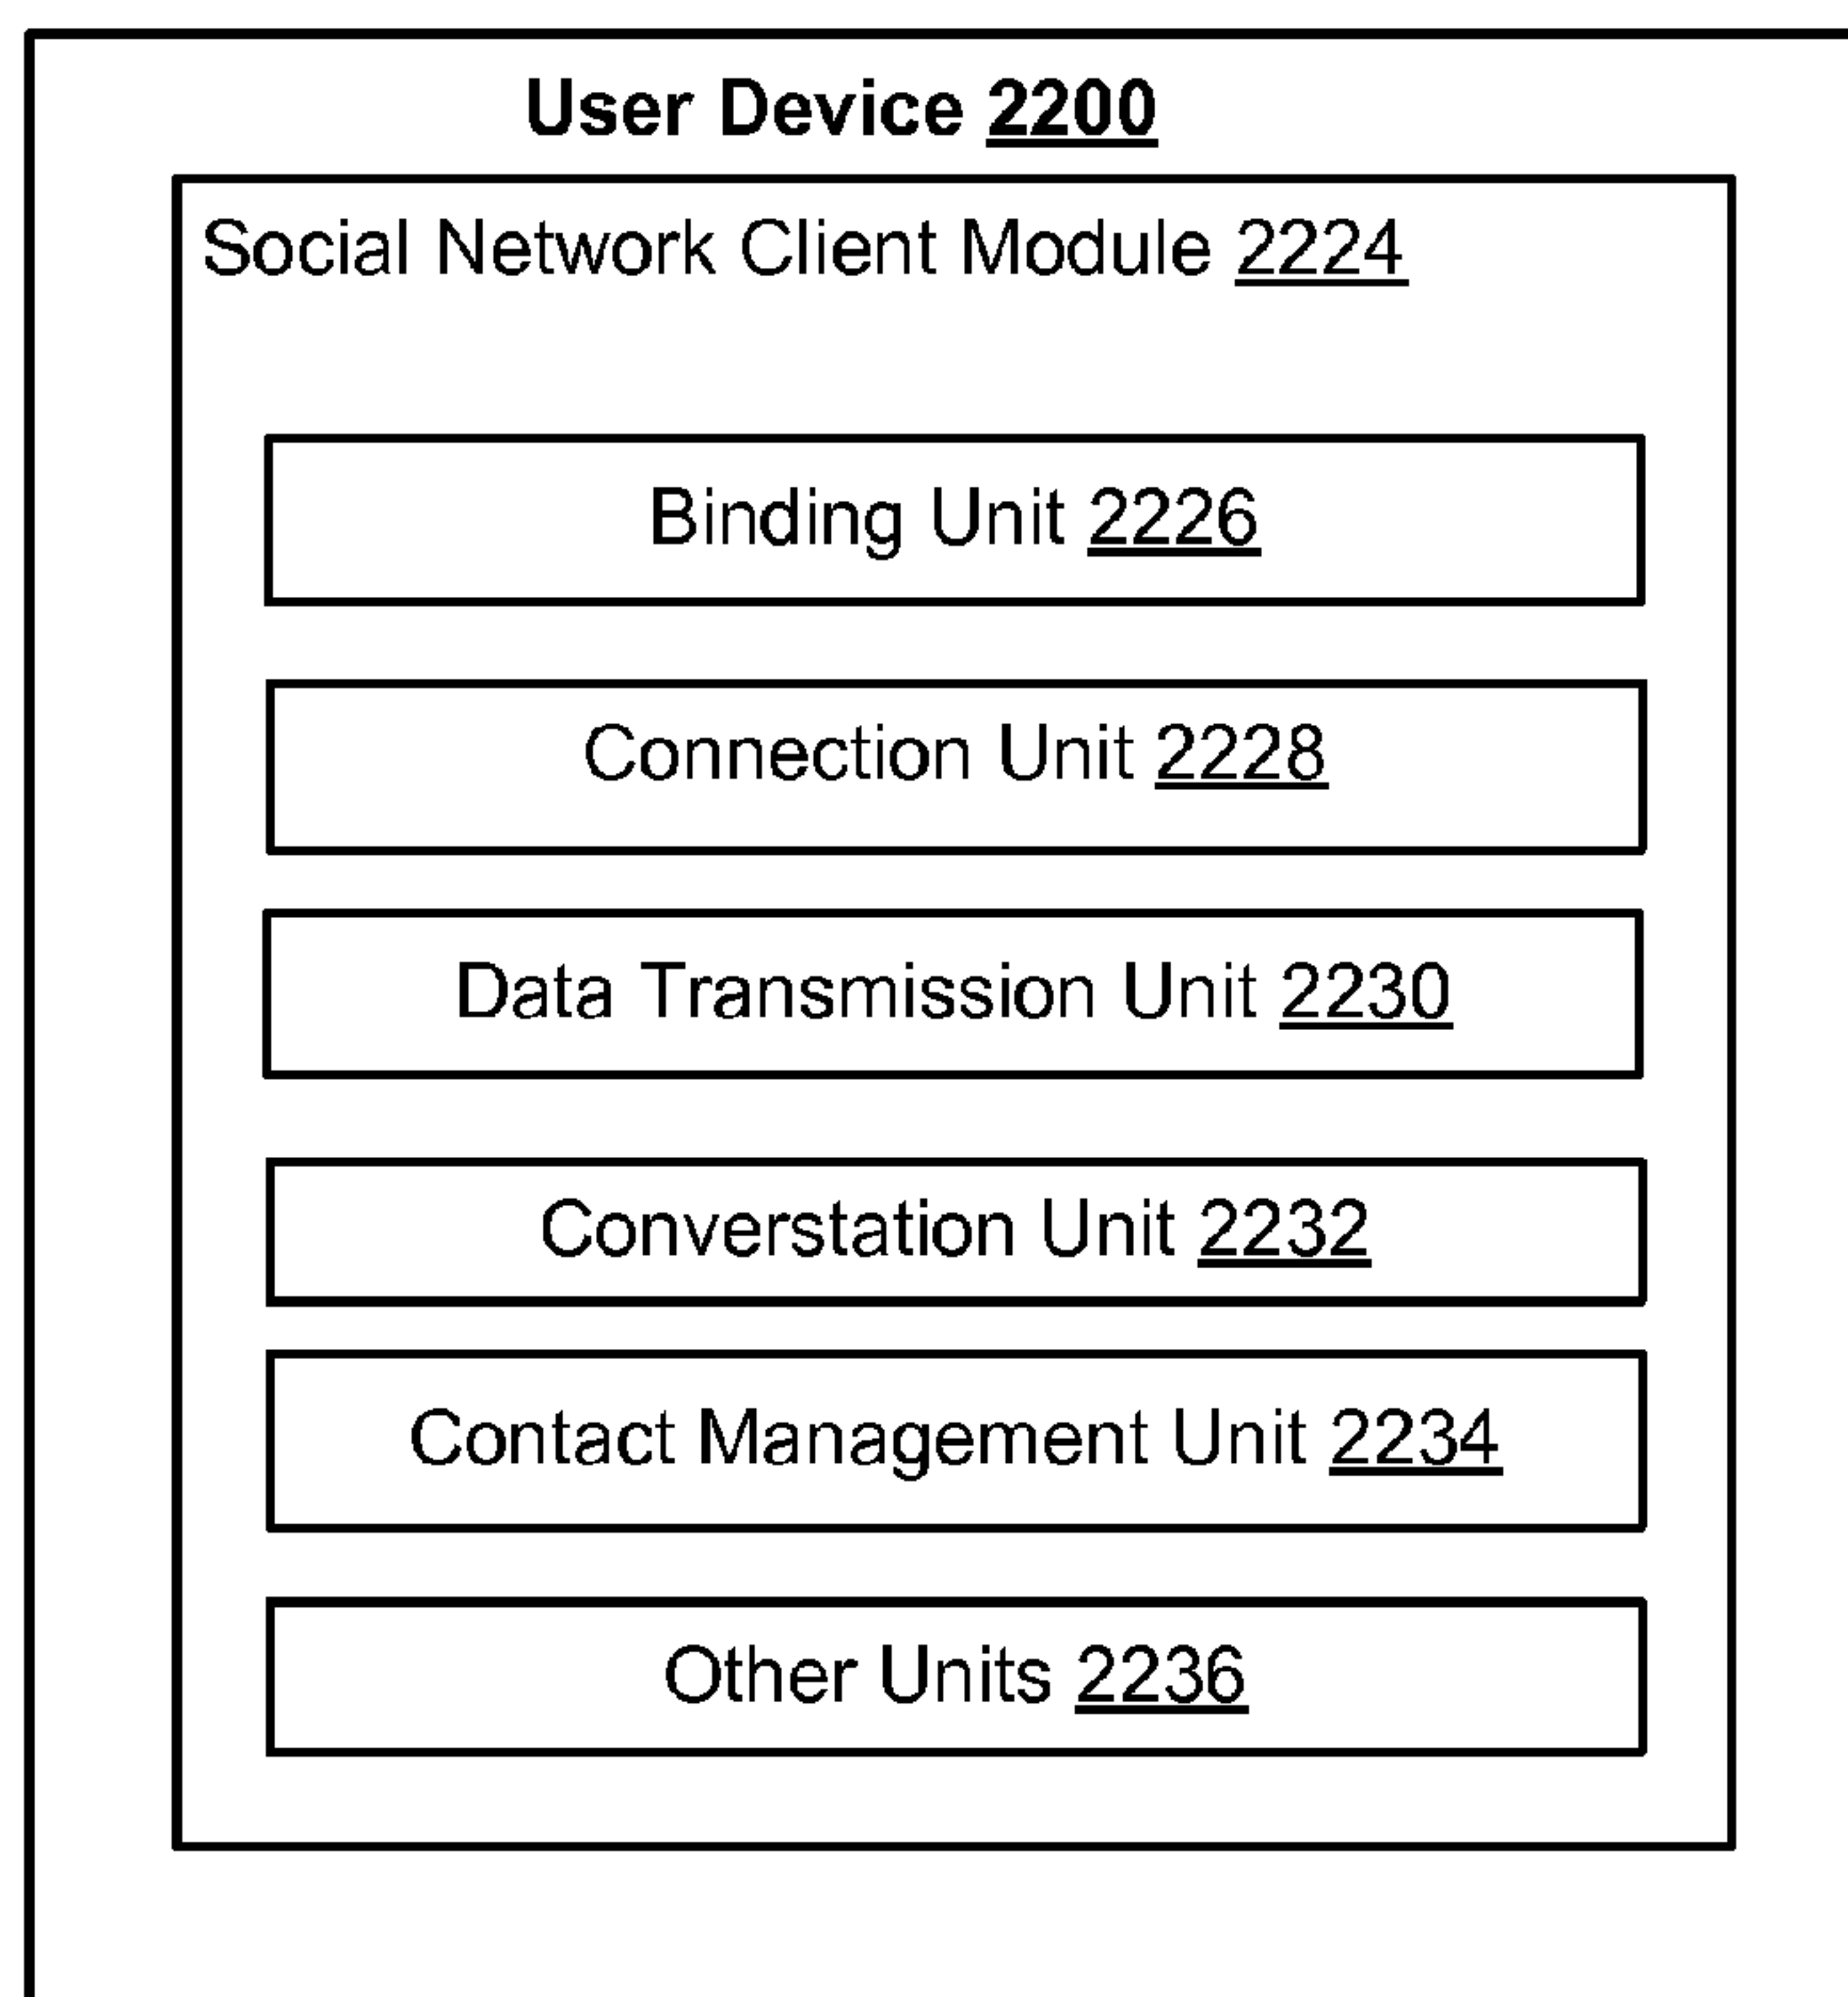 User Device 2200
Social Network Client Module 2224
Binding Unit 2226
Connection Unit 2228
Data Transmission Unit 2230
Converstation Unit 2232
Contact Management Unit 2234
Other Units 2236